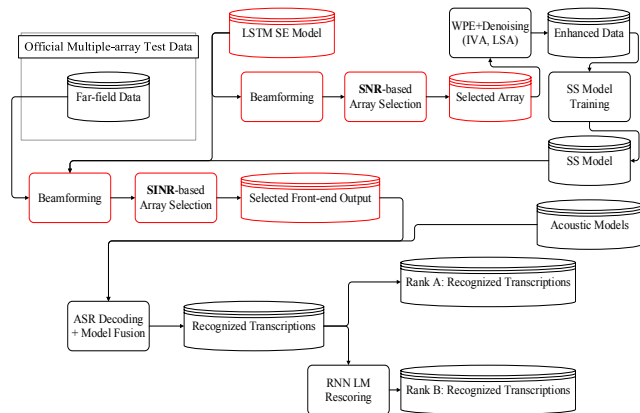 Official Multiple-array Test Data
Far-field Data
LSTM SE Model
Beamforming
SNR-based
Array Selection
Selected Array
WPE+Denoising
(IVA, LSA)
Enhanced Data
SS Model
Training
SS Model
Beamforming
SINR-based
Array Selection
Selected Front-end Output
Acoustic Models
ASR Decoding
+ Model Fusion
Recognized Transcriptions
Rank A: Recognized Transcriptions
RNN LM
Rescoring
Rank B: Recognized Transcriptions